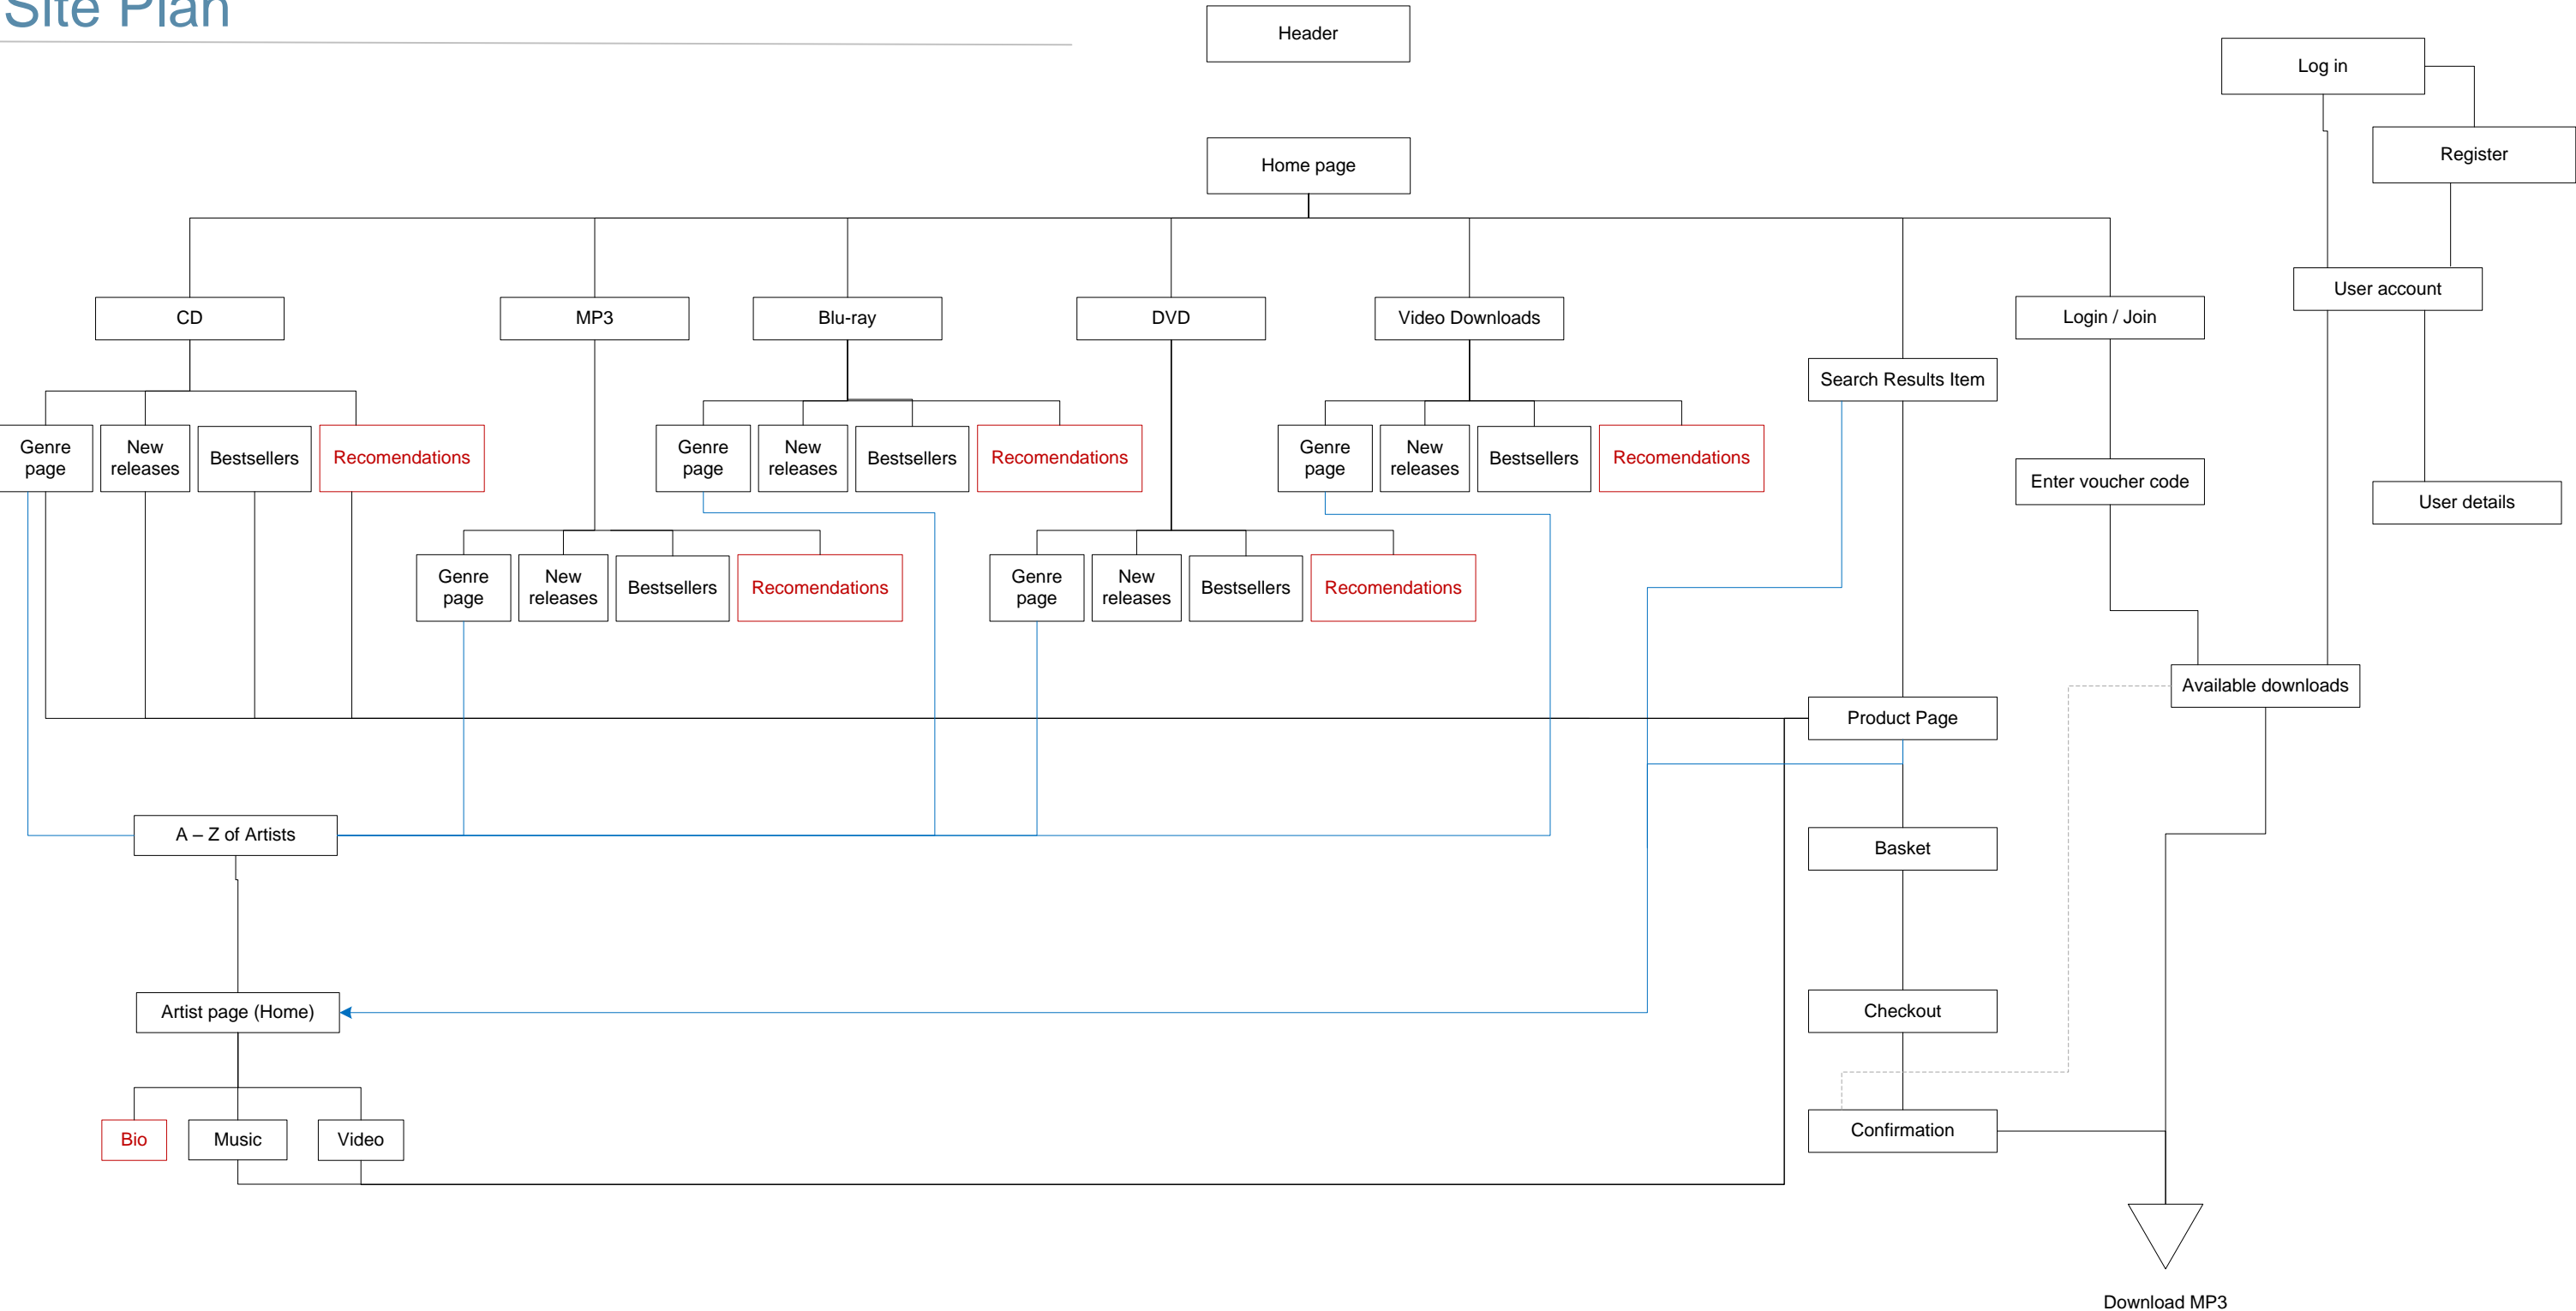 Site Plan
Header
Log in
Home page
Register
User account
CD
MP3
Blu-ray
DVD
Video Downloads
Login / Join
Search Results Item
Genre
page
New
releases
Bestsellers
Recomendations
Genre
page
New
releases
Bestsellers
Recomendations
Genre
page
New
releases
Bestsellers
Recomendations
Enter voucher code
User details
Genre
page
New
releases
Bestsellers
Recomendations
Genre
page
New
releases
Bestsellers
Recomendations
Available downloads
Product Page
A – Z of Artists
Basket
Artist page (Home)
Checkout
Bio
Music
Video
Confirmation
Download MP3